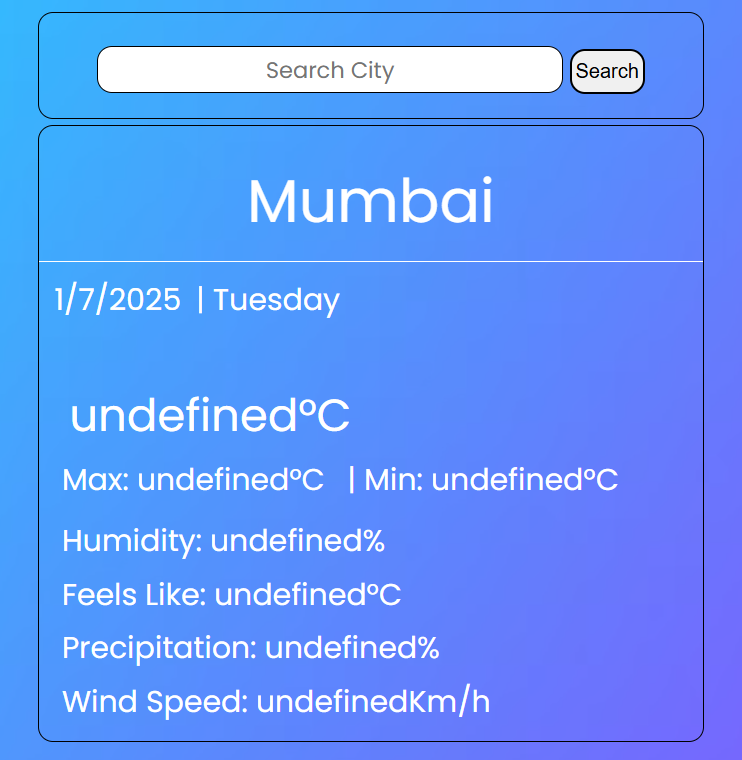 Search City Search
Mumbai
1/7/2025 | Tuesday
undefined°C
Max: undefined°C | Min: undefined°C
Humidity: undefined%
Feels Like: undefined°C
Precipitation: undefined%
Wind Speed: undefinedKm/h